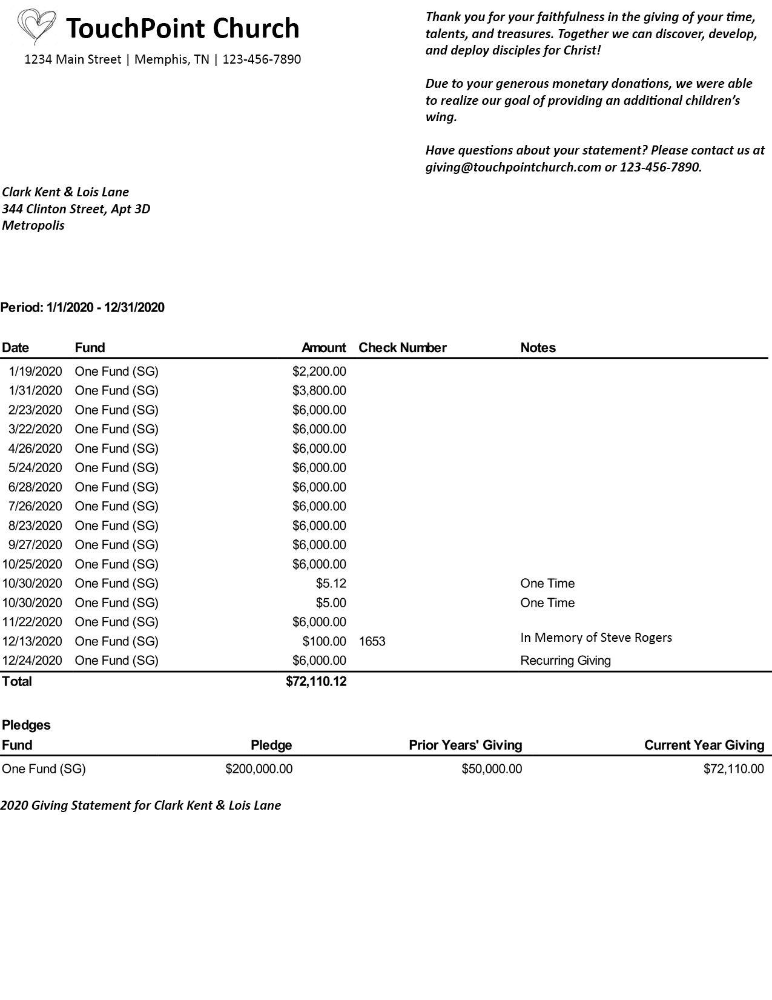 TouchPoint Church
1234 Main Street | Memphis, TN | 123-456-7890
Thank you for your faithfulness in the giving of your time,
talents, and treasures. Together we can discover, develop,
and deploy disciples for Christ!
Due to your generous monetary donations, we were able
to realize our goal of providing an additional children’s
wing.
Have questions about your statement? Please contact us at
giving@touchpointchurch.com or 123-456-7890.
Clark Kent & Lois Lane
344 Clinton Street, Apt 3D
Metropolis
Period: 1/1/2020 - 12/31/2020
Date Fund Amount Check Number Notes
1/19/2020 One Fund (SG) $2,200.00
1/31/2020 One Fund (SG) $3,800.00
2/23/2020 One Fund (SG) $6,000.00
3/22/2020 One Fund (SG) $6,000.00
4/26/2020 One Fund (SG) $6,000.00
5/24/2020 One Fund (SG) $6,000.00
6/28/2020 One Fund (SG) $6,000.00
7/26/2020 One Fund (SG) $6,000.00
8/23/2020 One Fund (SG) $6,000.00
9/27/2020 One Fund (SG) $6,000.00
10/25/2020 One Fund (SG) $6,000.00
10/30/2020 One Fund (SG) $5.12 One Time
10/30/2020 One Fund (SG) $5.00 One Time
11/22/2020 One Fund (SG) $6,000.00
12/13/2020 One Fund (SG) $100.00 1653 In Memory of Steve Rogers
12/24/2020 One Fund (SG) $6,000.00 Recurring Giving
Total $72,110.12
Pledges
Fund Pledge Prior Years' Giving Current Year Giving
One Fund (SG) $200,000.00 $50,000.00 $72,110.00
2020 Giving Statement for Clark Kent & Lois Lane